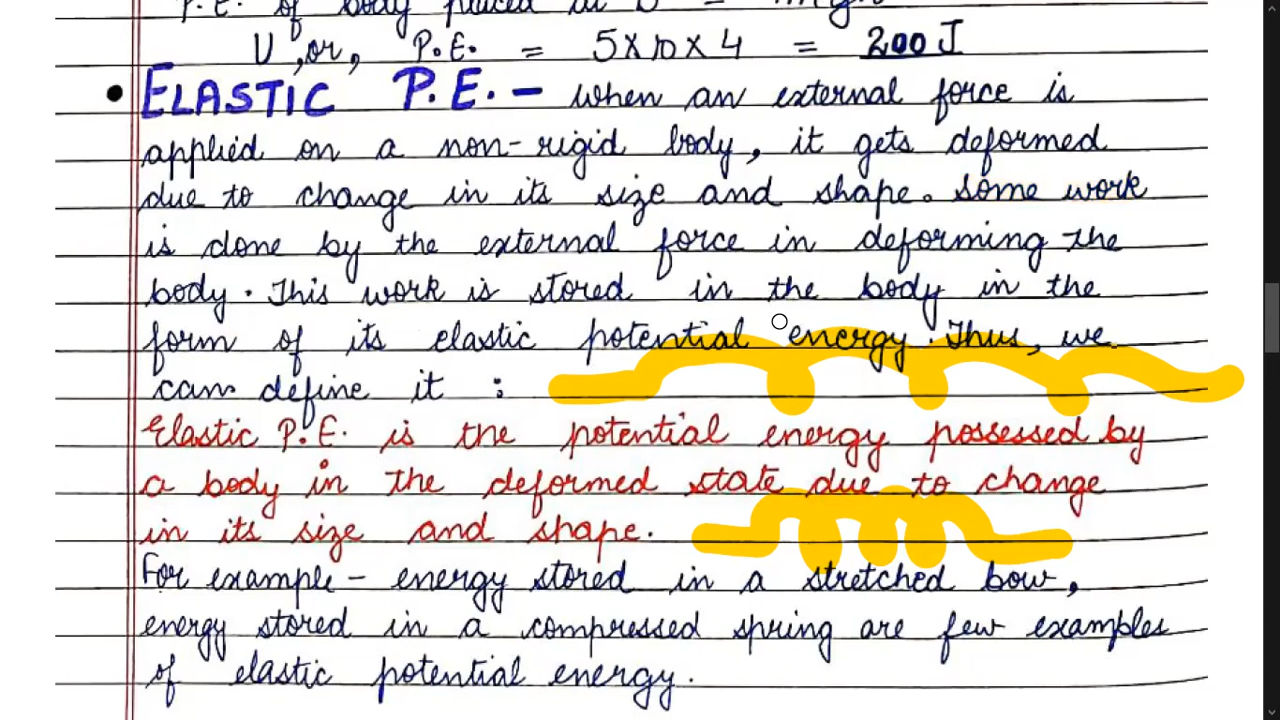 P.E. of body placed at
U, or, P.E. = 5×10×4 = 200 J
• ELASTIC P.E. – when an external force is
applied on a non-rigid body, it gets deformed
due to change in its size and shape. Some work
is done by the external force in deforming the
body. This work is stored in the body in the
form of its elastic potential energy. Thus, we
can define it :
Elastic P.E. is the potential energy possessed by
a body in the deformed state due to change
in its size and shape.
For example – energy stored in a stretched bow,
energy stored in a compressed spring are few examples
of elastic potential energy.